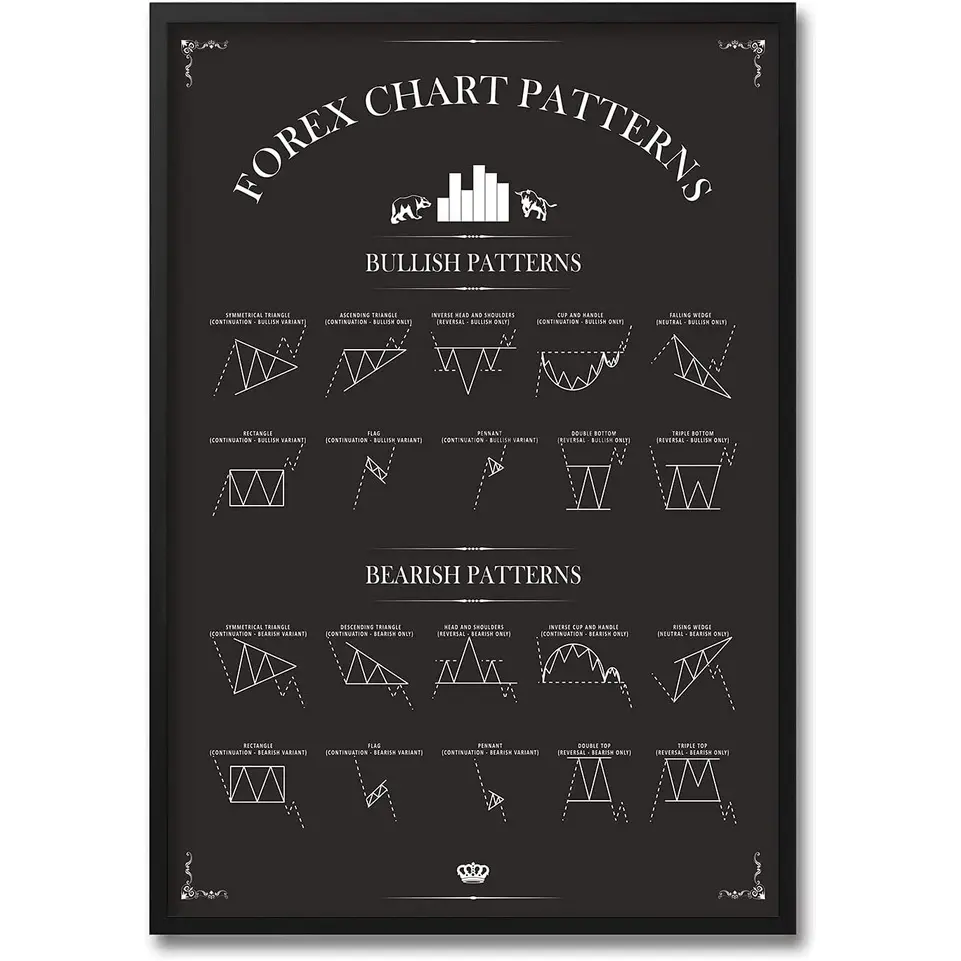 FOREX CHART PATTERNS
BULLISH PATTERNS
SYMMETRICAL TRIANGLE
(CONTINUATION - BULLISH VARIANT)
ASCENDING TRIANGLE
(CONTINUATION - BULLISH ONLY)
INVERSE HEAD AND SHOULDERS
(REVERSAL - BULLISH ONLY)
CUP AND HANDLE
(CONTINUATION - BULLISH ONLY)
FALLING WEDGE
(NEUTRAL - BULLISH ONLY)
RECTANGLE
(CONTINUATION - BULLISH VARIANT)
FLAG
(CONTINUATION - BULLISH VARIANT)
PENNANT
(CONTINUATION - BULLISH VARIANT)
DOUBLE BOTTOM
(REVERSAL - BULLISH ONLY)
TRIPLE BOTTOM
(REVERSAL - BULLISH ONLY)
BEARISH PATTERNS
SYMMETRICAL TRIANGLE
(CONTINUATION - BEARISH VARIANT)
DESCENDING TRIANGLE
(CONTINUATION - BEARISH ONLY)
HEAD AND SHOULDERS
(REVERSAL - BEARISH ONLY)
INVERSE CUP AND HANDLE
(CONTINUATION - BEARISH ONLY)
RISING WEDGE
(NEUTRAL - BEARISH ONLY)
RECTANGLE
(CONTINUATION - BEARISH VARIANT)
FLAG
(CONTINUATION - BEARISH VARIANT)
PENNANT
(CONTINUATION - BEARISH VARIANT)
DOUBLE TOP
(REVERSAL - BEARISH ONLY)
TRIPLE TOP
(REVERSAL - BEARISH ONLY)